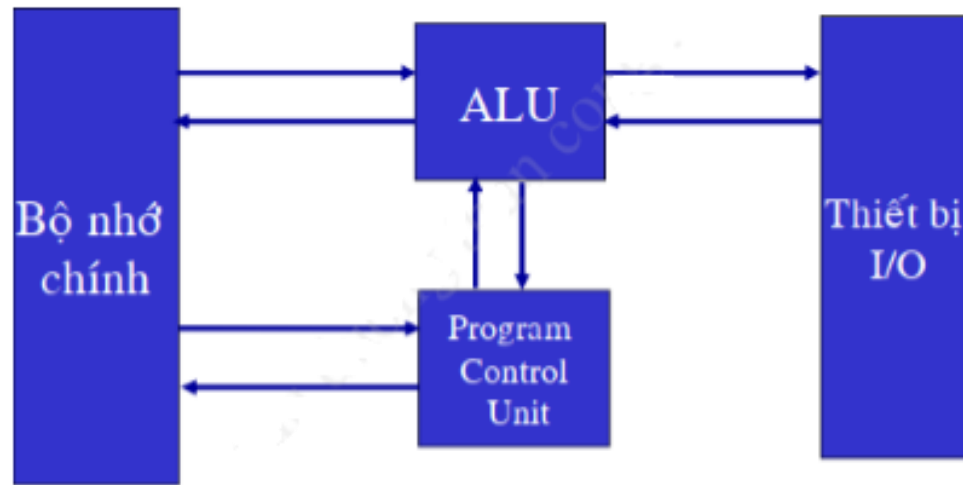 Bộ nhớ
chính
ALU
Program
Control
Unit
Thiết bị
I/O